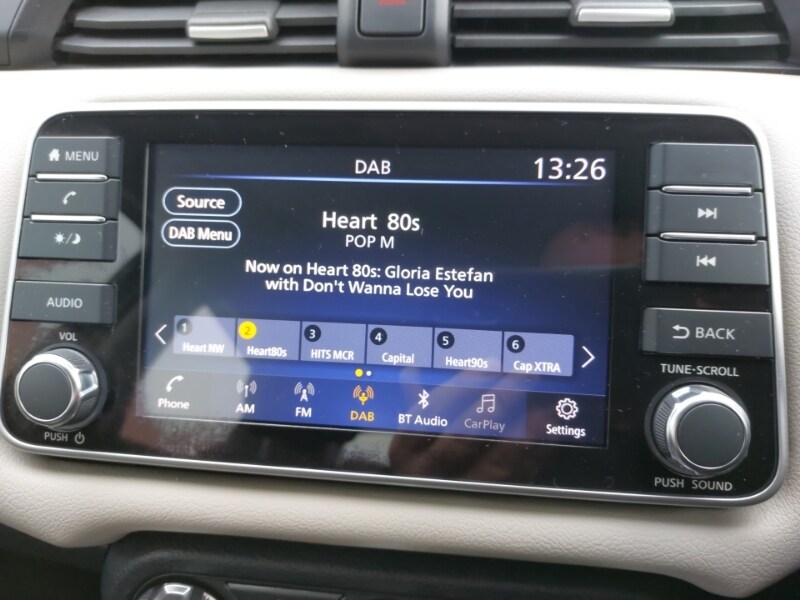 MENU
AUDIO
VOL
PUSH
DAB
13:26
Source
DAB Menu
Heart 80s
POP M
Now on Heart 80s: Gloria Estefan
with Don't Wanna Lose You
1 2 3 4 5 6
Heart NW Heart80s HITS MCR Capital Heart90s Cap XTRA
Phone AM FM DAB BT Audio CarPlay Settings
BACK
TUNE·SCROLL
PUSH SOUND